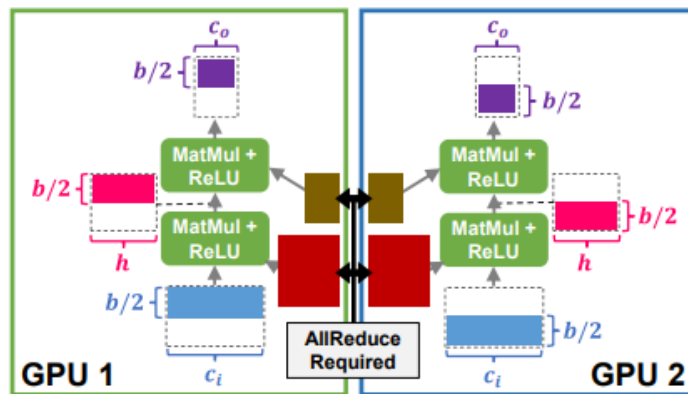 c_o
b/2
MatMul +
ReLU
b/2
h
MatMul +
ReLU
b/2
c_i
GPU 1
AllReduce
Required
c_o
b/2
MatMul +
ReLU
b/2
h
MatMul +
ReLU
b/2
c_i
GPU 2